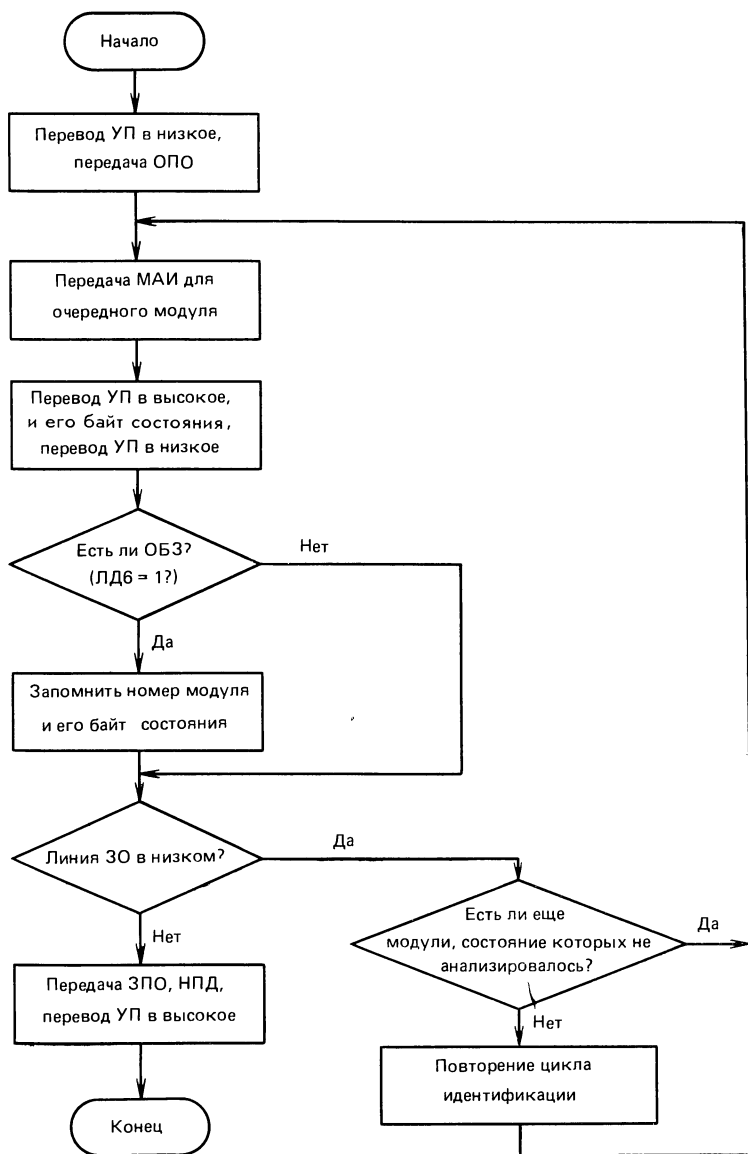 Начало
Перевод УП в низкое,
передача ОПО
Передача МАИ для
очередного модуля
Перевод УП в высокое,
и его байт состояния,
перевод УП в низкое
Есть ли ОБЗ?
(ЛД6 = 1?)
Нет
Да
Запомнить номер модуля
и его байт состояния
Линия ЗО в низком?
Да
Есть ли еще
модули, состояние которых не
анализировалось?
Да
Нет
Передача ЗПО, НПД,
перевод УП в высокое
Нет
Повторение цикла
идентификации
Конец